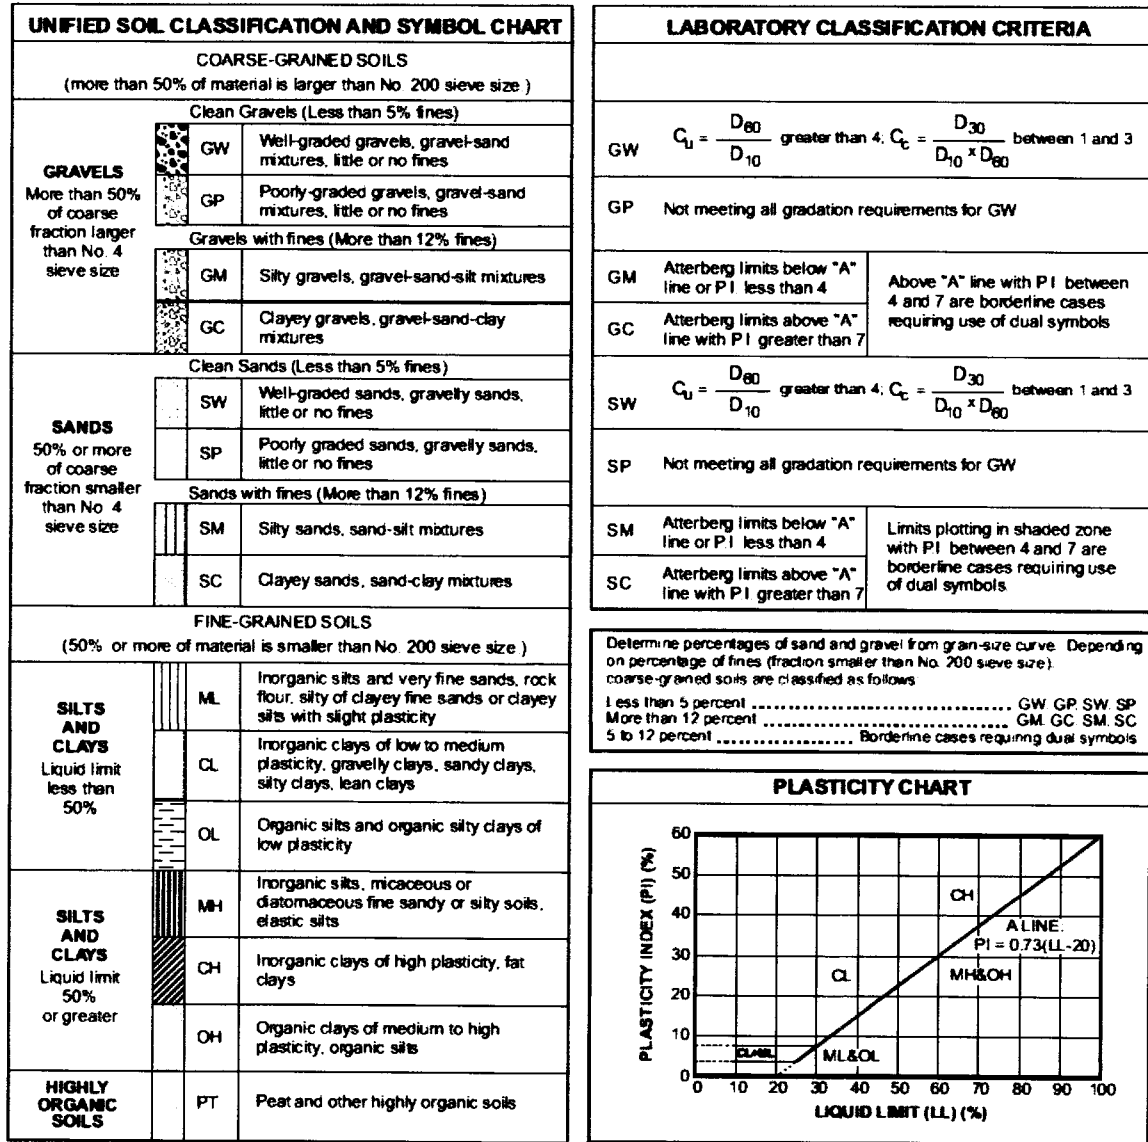 UNIFIED SOIL CLASSIFICATION AND SYMBOL CHART
COARSE-GRAINED SOILS
(more than 50% of material is larger than No. 200 sieve size )
Clean Gravels (Less than 5% fines)
GRAVELS
More than 50%
of coarse
fraction larger
than No. 4
sieve size
GW
Well-graded gravels, gravel-sand
mixtures, little or no fines
GP
Poorly-graded gravels, gravel-sand
mixtures, little or no fines
Gravels with fines (More than 12% fines)
GM
Silty gravels, gravel-sand-silt mixtures
GC
Clayey gravels, gravel-sand-clay
mixtures
Clean Sands (Less than 5% fines)
SANDS
50% or more
of coarse
fraction smaller
than No. 4
sieve size
SW
Well-graded sands, gravelly sands,
little or no fines
SP
Poorly graded sands, gravelly sands,
little or no fines
Sands with fines (More than 12% fines)
SM
Silty sands, sand-silt mixtures
SC
Clayey sands, sand-clay mixtures
FINE-GRAINED SOILS
(50% or more of material is smaller than No. 200 sieve size )
SILTS
AND
CLAYS
Liquid limit
less than
50%
ML
Inorganic silts and very fine sands, rock
flour, silty of clayey fine sands or clayey
silts with slight plasticity
CL
Inorganic clays of low to medium
plasticity, gravelly clays, sandy clays,
silty clays, lean clays
OL
Organic silts and organic silty clays of
low plasticity
SILTS
AND
CLAYS
Liquid limit
50%
or greater
MH
Inorganic silts, micaceous or
diatomaceous fine sandy or silty soils,
elastic silts
CH
Inorganic clays of high plasticity, fat
clays
OH
Organic clays of medium to high
plasticity, organic silts
HIGHLY
ORGANIC
SOILS
PT
Peat and other highly organic soils
LABORATORY CLASSIFICATION CRITERIA
GW
Cu = D60 / D10 greater than 4; Cc = D30 / D10 x D60 between 1 and 3
GP
Not meeting all gradation requirements for GW
GM
Atterberg limits below "A"
line or P.I. less than 4
GC
Atterberg limits above "A"
line with P.I. greater than 7
Above "A" line with P.I. between
4 and 7 are borderline cases
requiring use of dual symbols
SW
Cu = D60 / D10 greater than 4; Cc = D30 / D10 x D60 between 1 and 3
SP
Not meeting all gradation requirements for GW
SM
Atterberg limits below "A"
line or P.I. less than 4
SC
Atterberg limits above "A"
line with P.I. greater than 7
Limits plotting in shaded zone
with P.I. between 4 and 7 are
borderline cases requiring use
of dual symbols.
Determine percentages of sand and gravel from grain-size curve. Depending
on percentage of fines (fraction smaller than No. 200 sieve size).
coarse-grained soils are classified as follows
Less than 5 percent ........................................ GW. GP. SW. SP
More than 12 percent ...................................... GM. GC. SM. SC
5 to 12 percent .................... Borderline cases requiring dual symbols
PLASTICITY CHART
PLASTICITY INDEX (PI) (%)
60
50
40
30
20
10
0
CH
A LINE:
PI = 0.73(LL-20)
CL
MH&OH
CL+ML
ML&OL
0 10 20 30 40 50 60 70 80 90 100
LIQUID LIMIT (LL) (%)